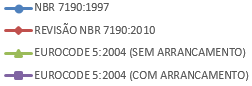 NBR 7190:1997
REVISÃO NBR 7190:2010
EUROCODE 5:2004 (SEM ARRANCAMENTO)
EUROCODE 5:2004 (COM ARRANCAMENTO)